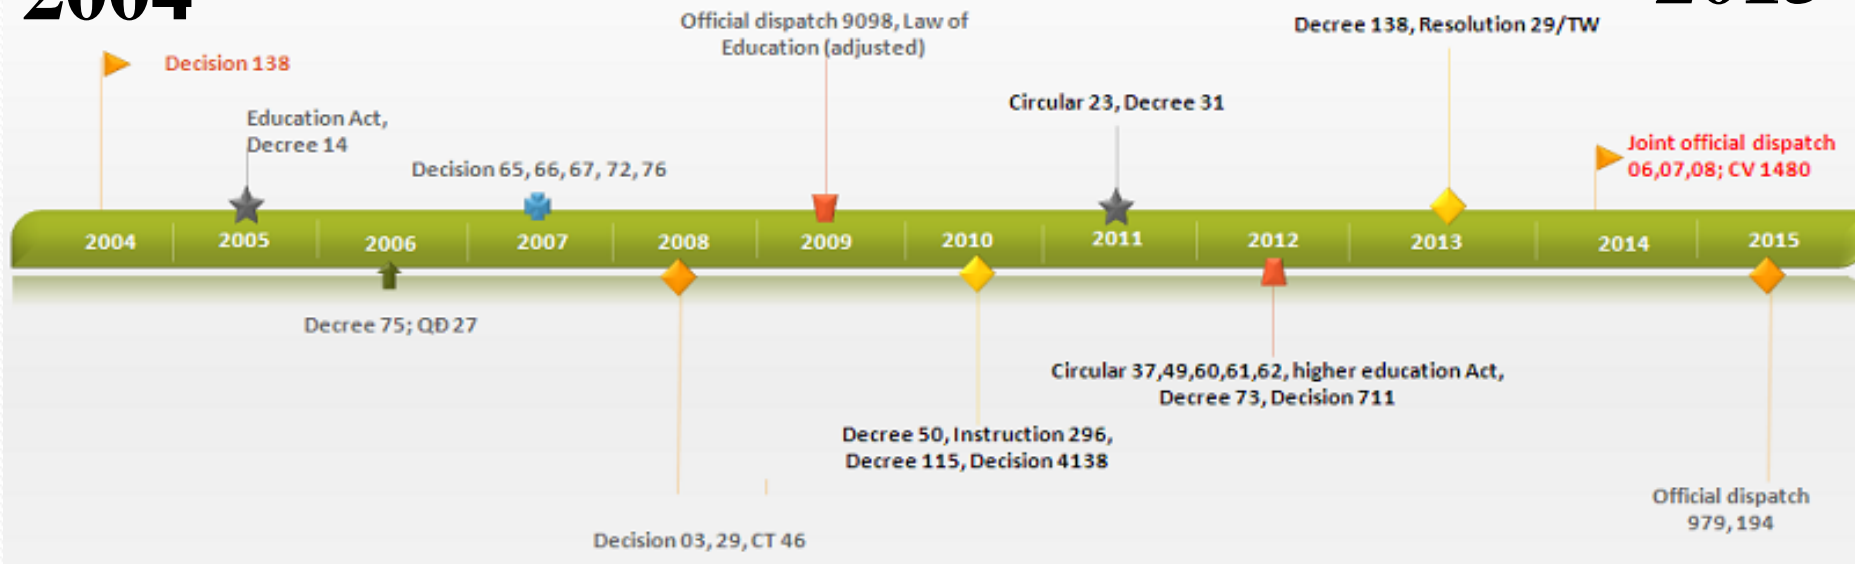 2004
2015
Official dispatch 9098, Law of
Education (adjusted)
Decree 138, Resolution 29/TW
Decision 138
Circular 23, Decree 31
Education Act,
Decree 14
Joint official dispatch
06,07,08; CV 1480
Decision 65, 66, 67, 72, 76
2004
2005
2006
2007
2008
2009
2010
2011
2012
2013
2014
2015
Decree 75; QĐ 27
Circular 37,49,60,61,62, higher education Act,
Decree 73, Decision 711
Decree 50, Instruction 296,
Decree 115, Decision 4138
Official dispatch
979, 194
Decision 03, 29, CT 46